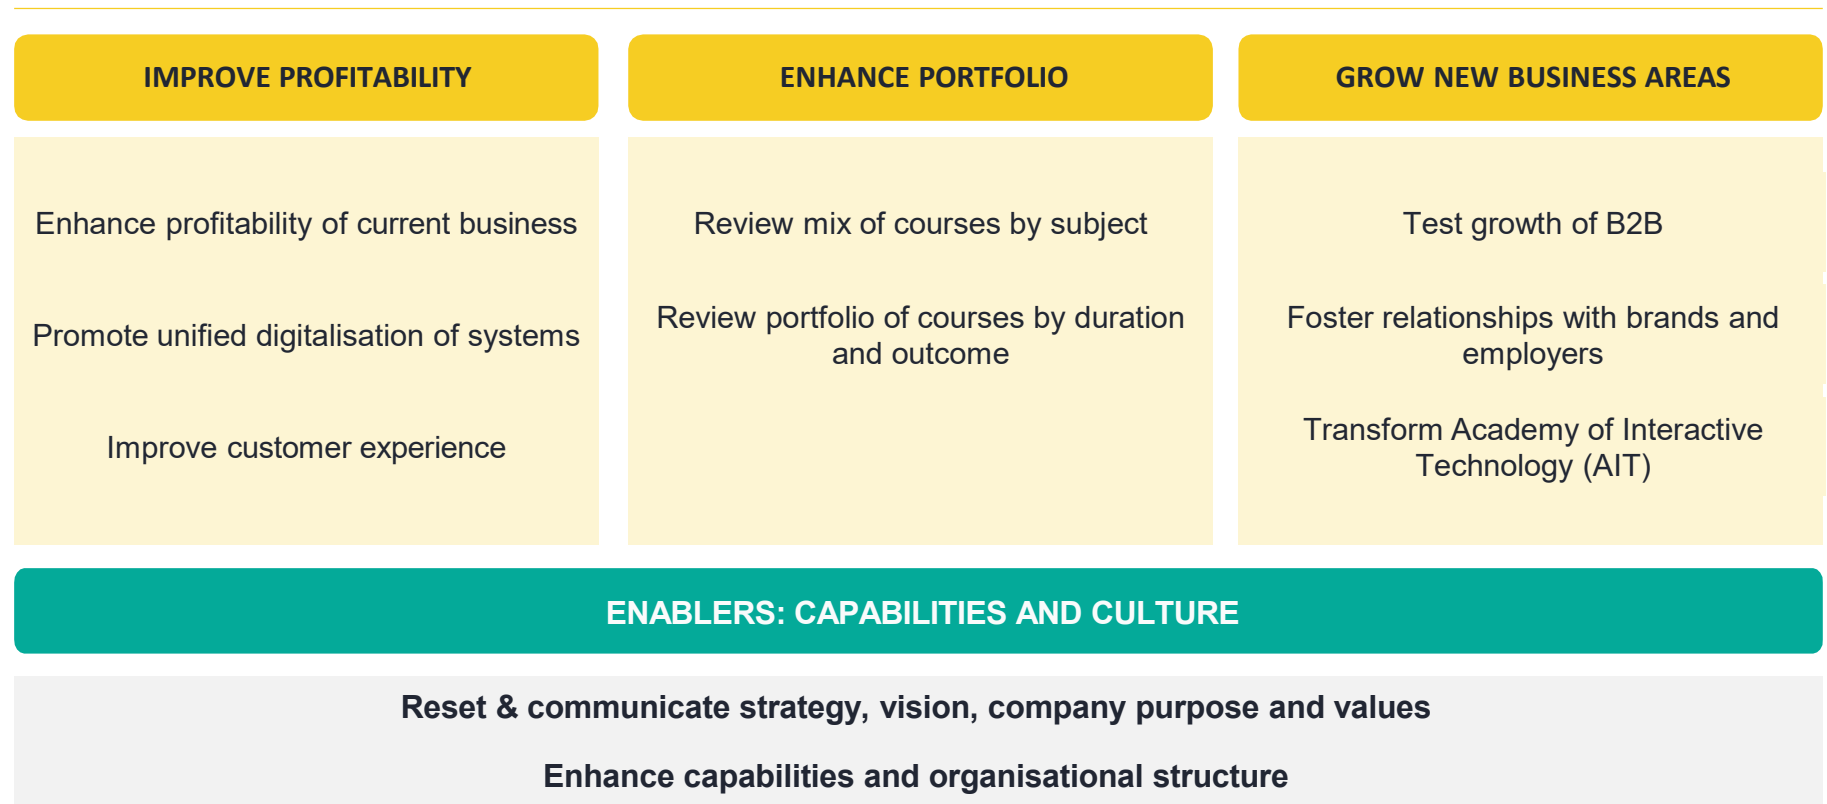 IMPROVE PROFITABILITY
Enhance profitability of current business
Promote unified digitalisation of systems
Improve customer experience
ENHANCE PORTFOLIO
Review mix of courses by subject
Review portfolio of courses by duration
and outcome
GROW NEW BUSINESS AREAS
Test growth of B2B
Foster relationships with brands and
employers
Transform Academy of Interactive
Technology (AIT)
ENABLERS: CAPABILITIES AND CULTURE
Reset & communicate strategy, vision, company purpose and values
Enhance capabilities and organisational structure